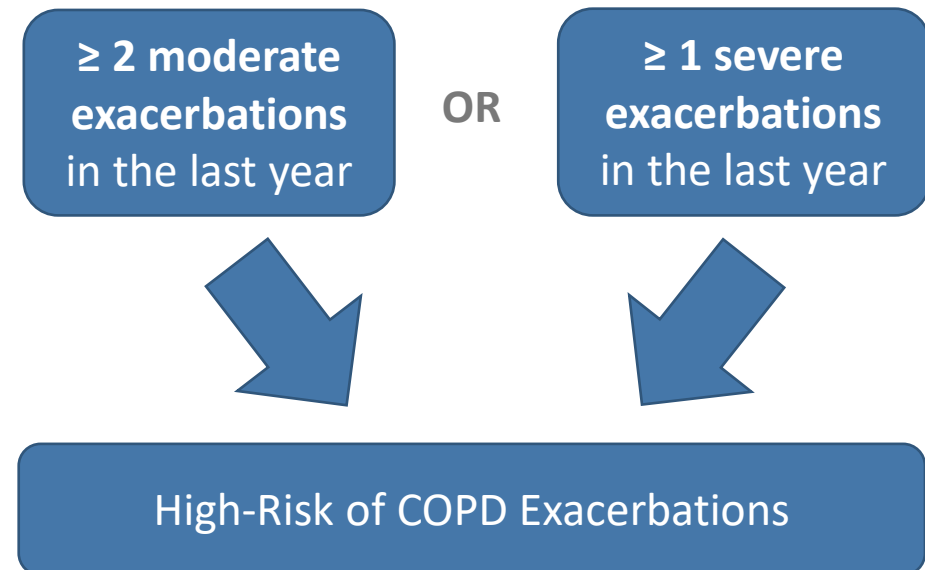 ≥ 2 moderate
exacerbations
in the last year
OR
≥ 1 severe
exacerbations
in the last year
High-Risk of COPD Exacerbations